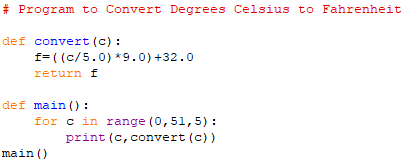 # Program to Convert Degrees Celsius to Fahrenheit

def convert(c):
    f=((c/5.0)*9.0)+32.0
    return f

def main():
    for c in range(0,51,5):
        print(c,convert(c))
main()